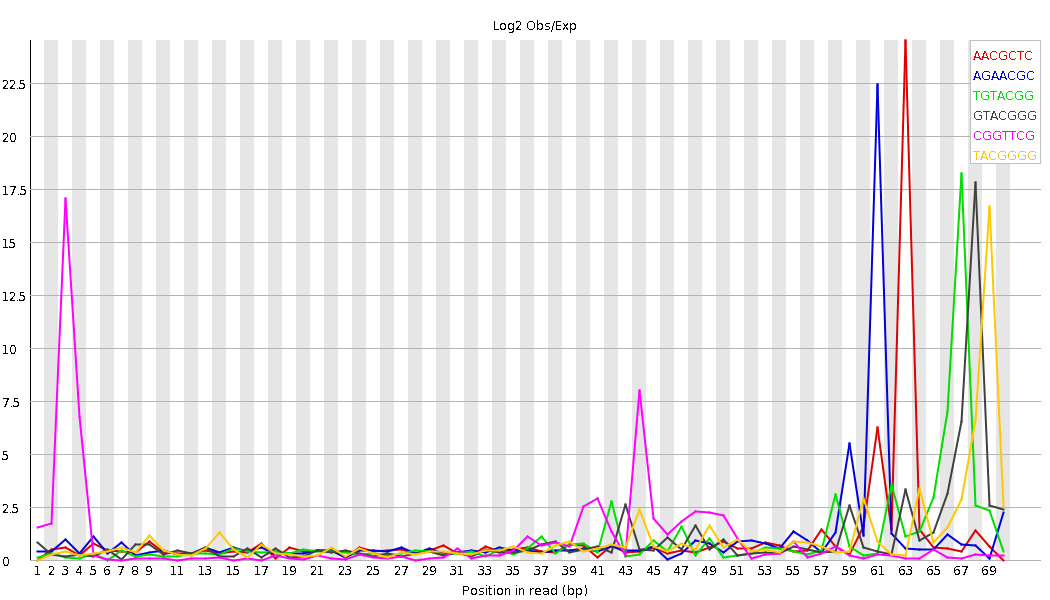 Log2 Obs/Exp
22.5
20
17.5
15
12.5
10
7.5
5
2.5
0
AACGCTC
AGAACGC
TGTACGG
GTACGGG
CGGTTCG
TACGGGG
1 2 3 4 5 6 7 8 9 11 13 15 17 19 21 23 25 27 29 31 33 35 37 39 41 43 45 47 49 51 53 55 57 59 61 63 65 67 69
Position in read (bp)